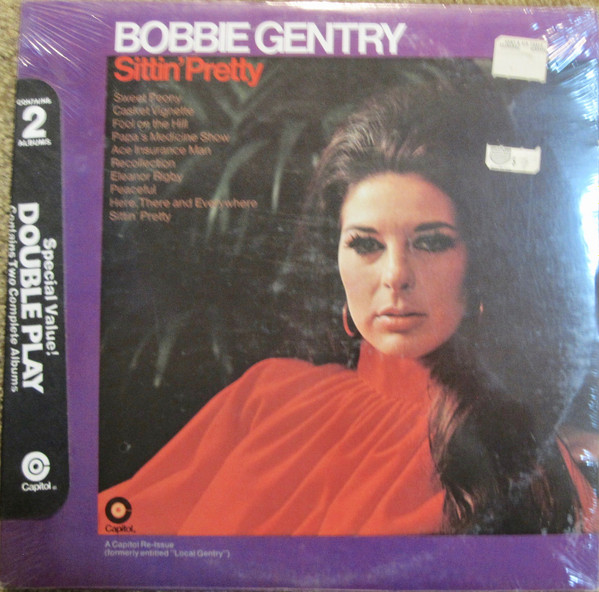 BOBBIE GENTRY
Sittin' Pretty
Sweet Peony
Casket Vignette
Fool on the Hill
Papa's Medicine Show
Ace Insurance Man
Recollection
Eleanor Rigby
Peaceful
Here, There and Everywhere
Sittin' Pretty
CONTAINS
2
ALBUMS
Special Value!
DOUBLE PLAY
Contains Two Complete Albums
Capitol
Capitol
A Capitol Re-Issue
(formerly entitled "Local Gentry")